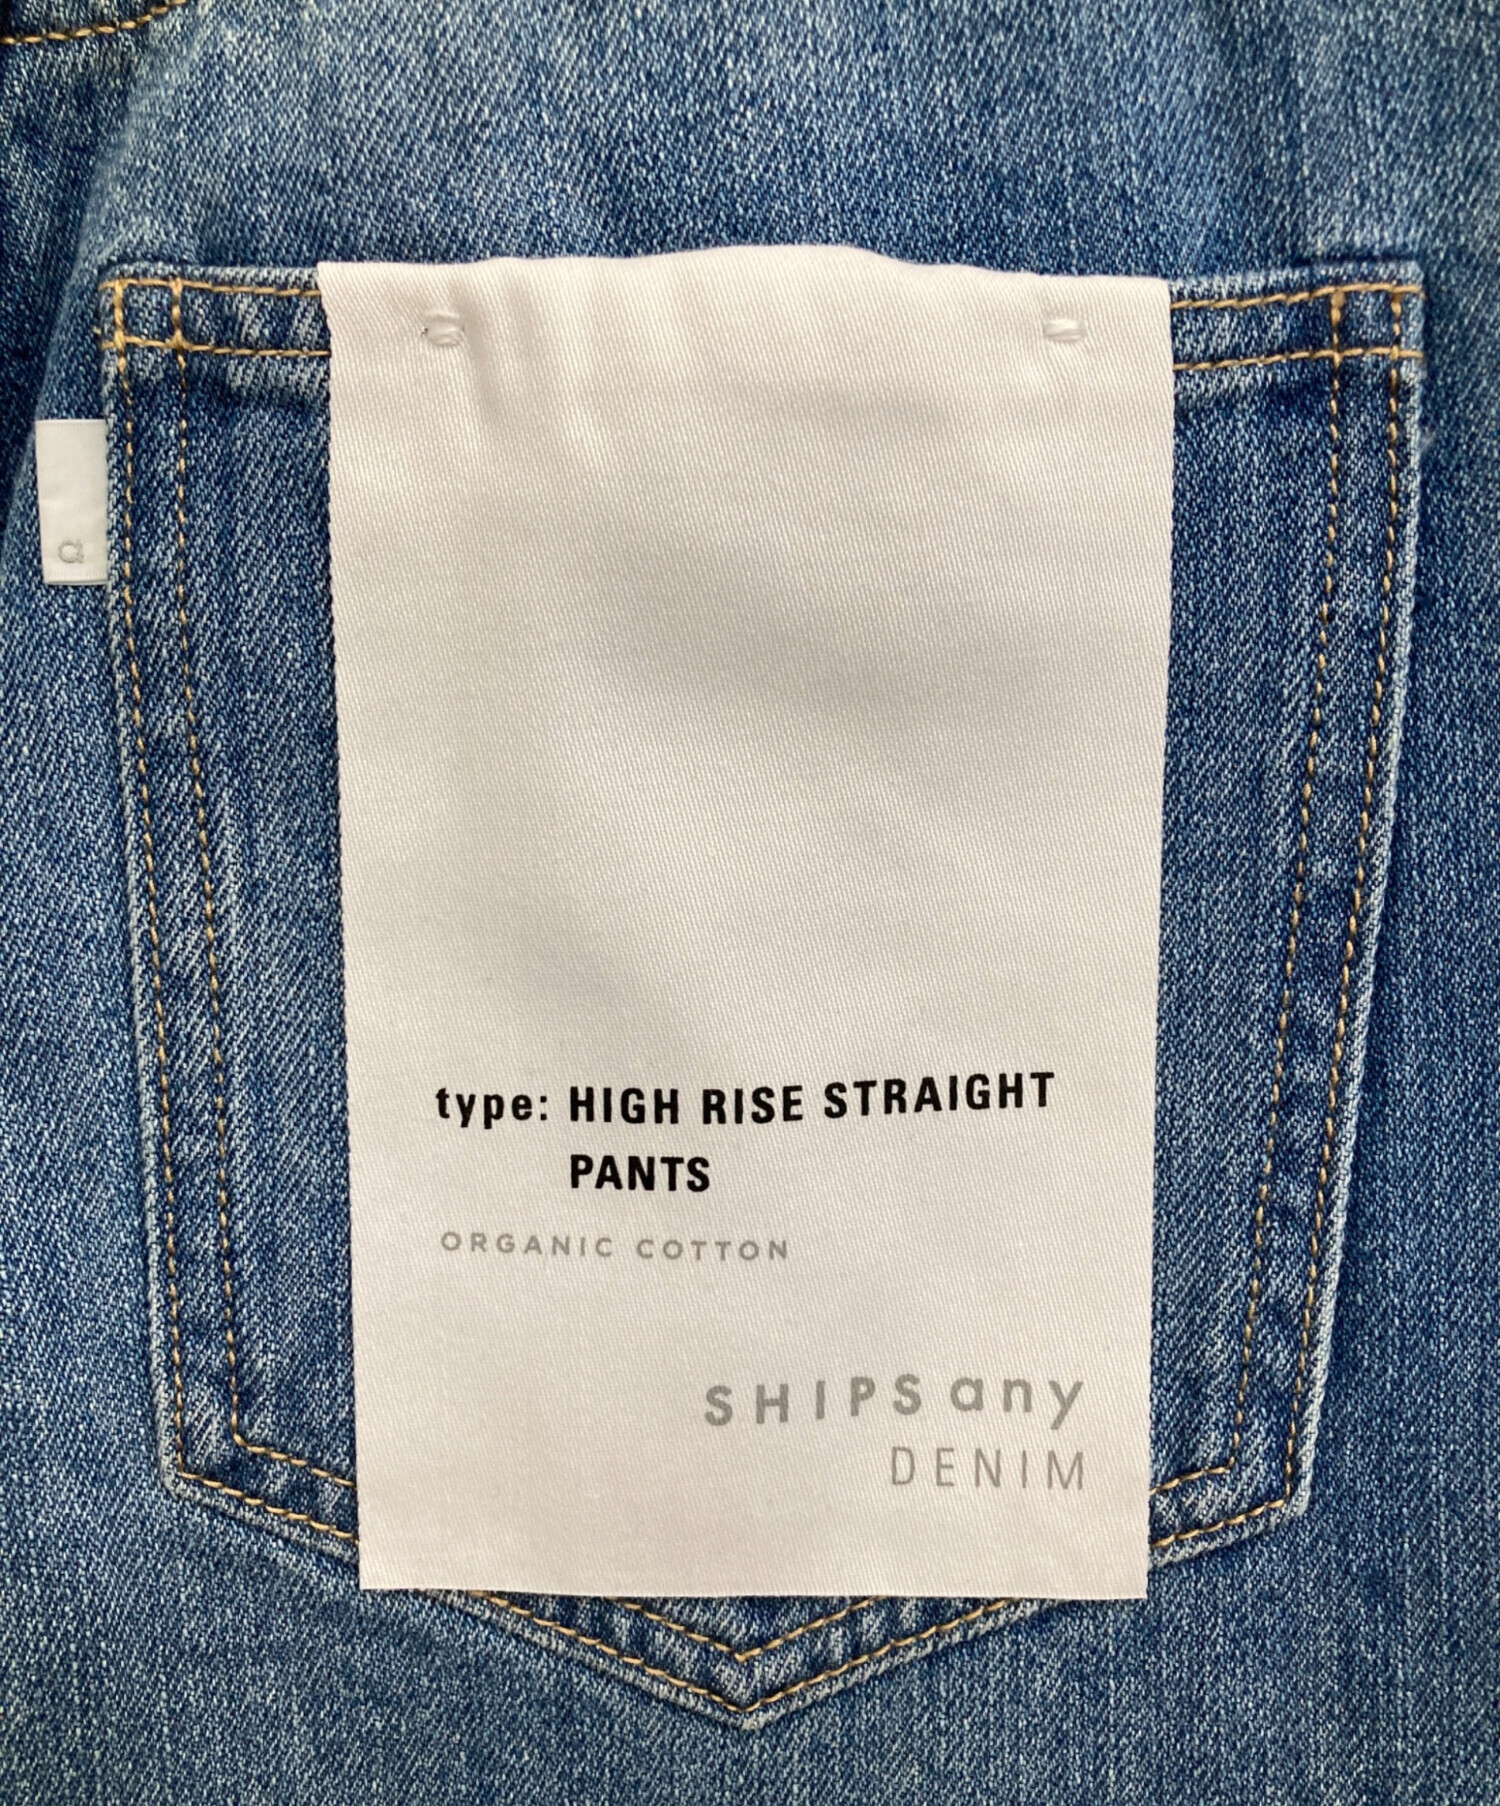 type: HIGH RISE STRAIGHT
PANTS
ORGANIC COTTON
SHIPS any
DENIM